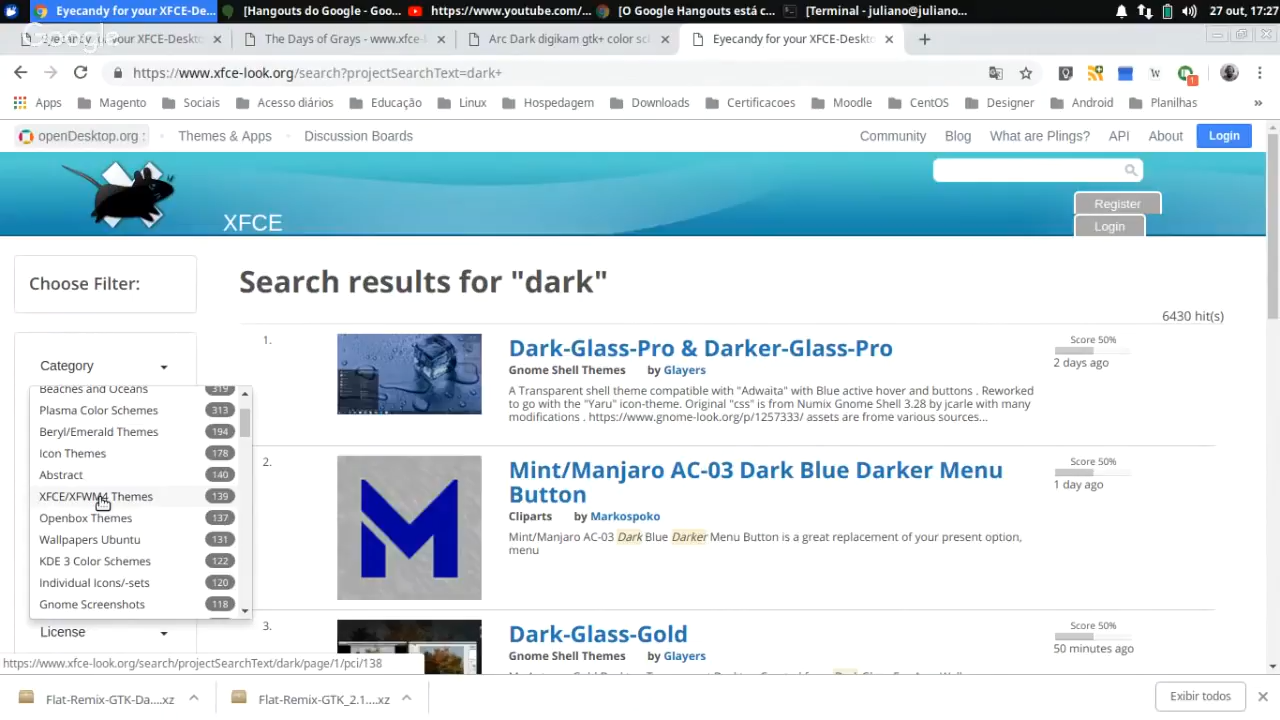 Eyecandy for your XFCE-De...
[Hangouts do Google - Goo...
https://www.youtube.com/...
[O Google Hangouts está c...
[Terminal - juliano@juliano...
27 out, 17:27
Google
Eyecandy for your XFCE-Deskto
The Days of Grays - www.xfce-l
Arc Dark digikam gtk+ color sc
Eyecandy for your XFCE-Deskto
https://www.xfce-look.org/search?projectSearchText=dark+
W
1
Apps
Magento
Sociais
Acesso diários
Educação
Linux
Hospedagem
Downloads
Certificacoes
Moodle
CentOS
Designer
Android
Planilhas
»
openDesktop.org :
Themes & Apps
Discussion Boards
Community
Blog
What are Plings?
API
About
Login
XFCE
Register
Login
Choose Filter:
Search results for "dark"
6430 hit(s)
Category
Beaches and Oceans 319
Plasma Color Schemes 313
Beryl/Emerald Themes 194
Icon Themes 178
Abstract 140
XFCE/XFWM4 Themes 139
Openbox Themes 137
Wallpapers Ubuntu 131
KDE 3 Color Schemes 122
Individual Icons/-sets 120
Gnome Screenshots 118
License
1.
Dark-Glass-Pro & Darker-Glass-Pro
Gnome Shell Themes by Glayers
A Transparent shell theme compatible with "Adwaita" with Blue active hover and buttons . Reworked
to go with the "Yaru" icon-theme. Original "css" is from Numix Gnome Shell 3.28 by jcarle with many
modifications . https://www.gnome-look.org/p/1257333/ assets are frome various sources...
Score 50%
2 days ago
2.
Mint/Manjaro AC-03 Dark Blue Darker Menu
Button
Cliparts by Markospoko
Mint/Manjaro AC-03 Dark Blue Darker Menu Button is a great replacement of your present option,
menu
Score 50%
1 day ago
3.
Dark-Glass-Gold
Gnome Shell Themes by Glayers
Score 50%
50 minutes ago
https://www.xfce-look.org/search/projectSearchText/dark/page/1/pci/138
Flat-Remix-GTK-Da....xz
Flat-Remix-GTK_2.1....xz
Exibir todos